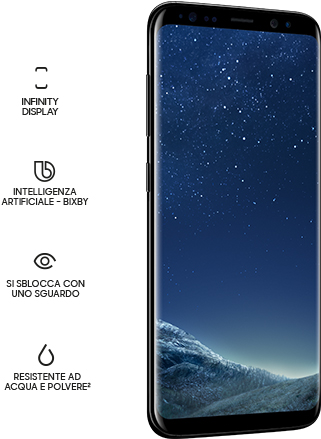 INFINITY
DISPLAY
INTELLIGENZA
ARTIFICIALE - BIXBY
SI SBLOCCA CON
UNO SGUARDO
RESISTENTE AD
ACQUA E POLVERE²